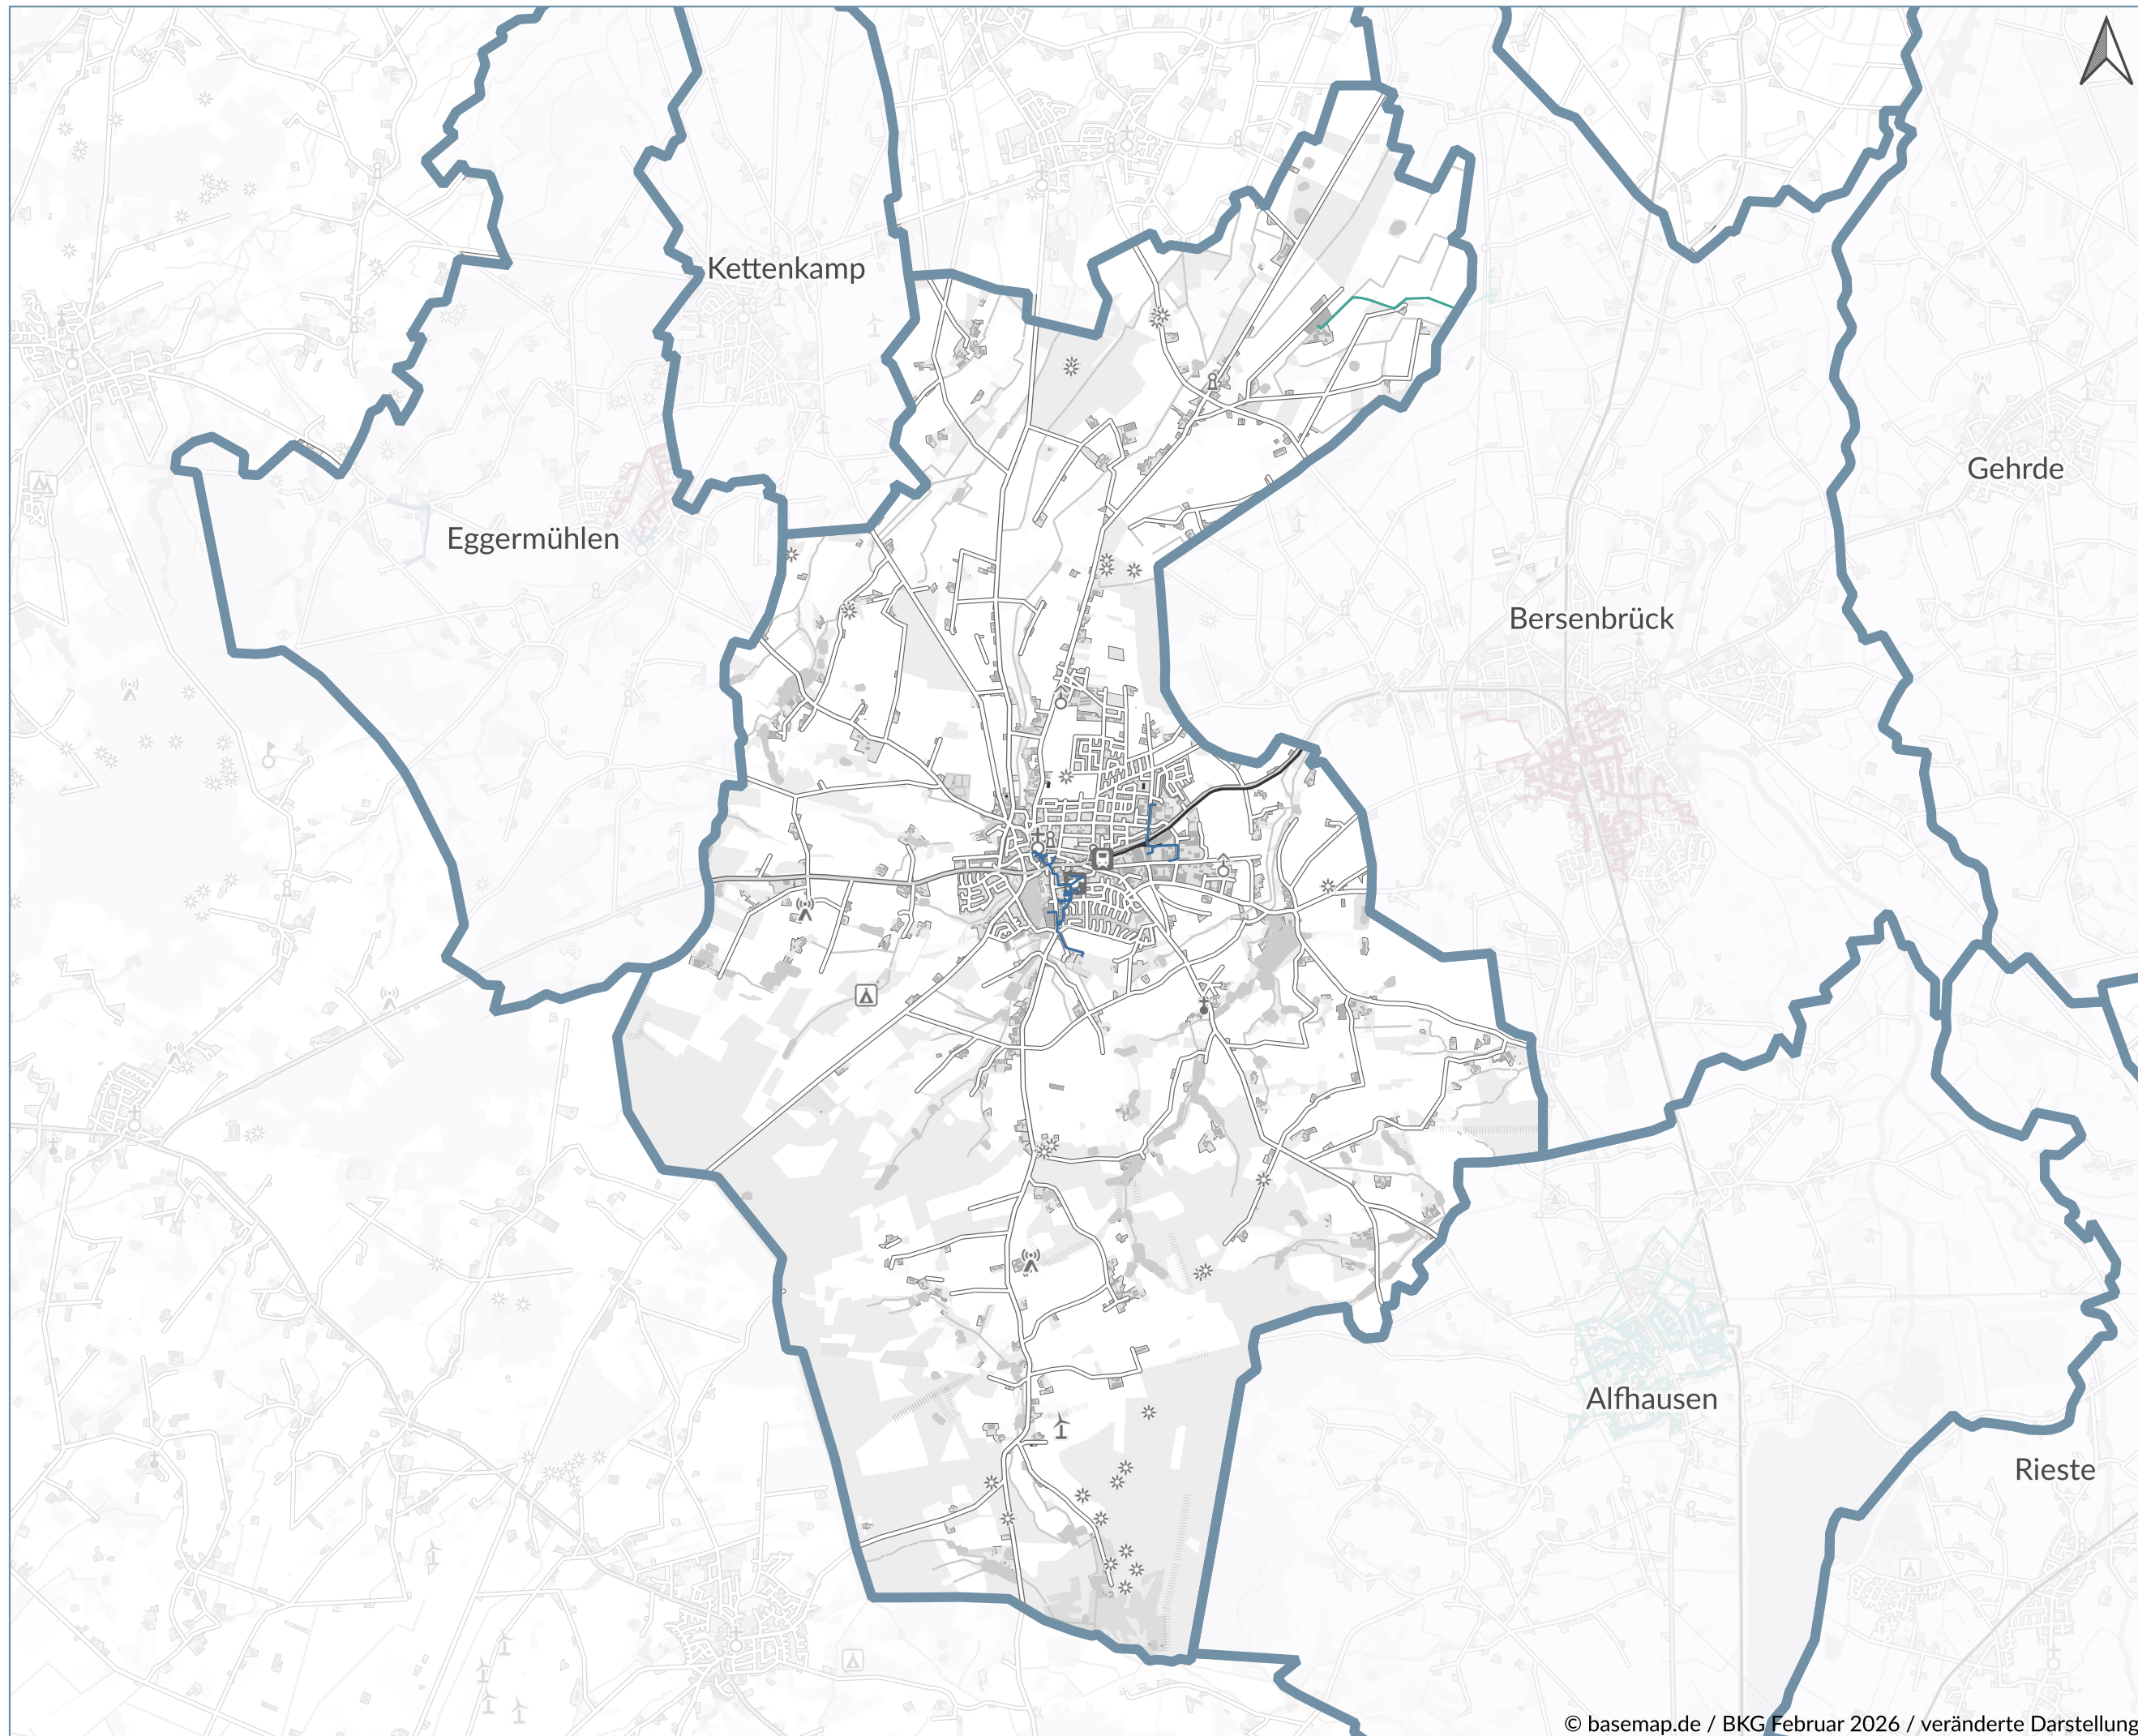 Kettenkamp
Gehrde
Eggermühlen
Bersenbrück
Alfhausen
Rieste
© basemap.de / BKG Februar 2026 / veränderte Darstellung